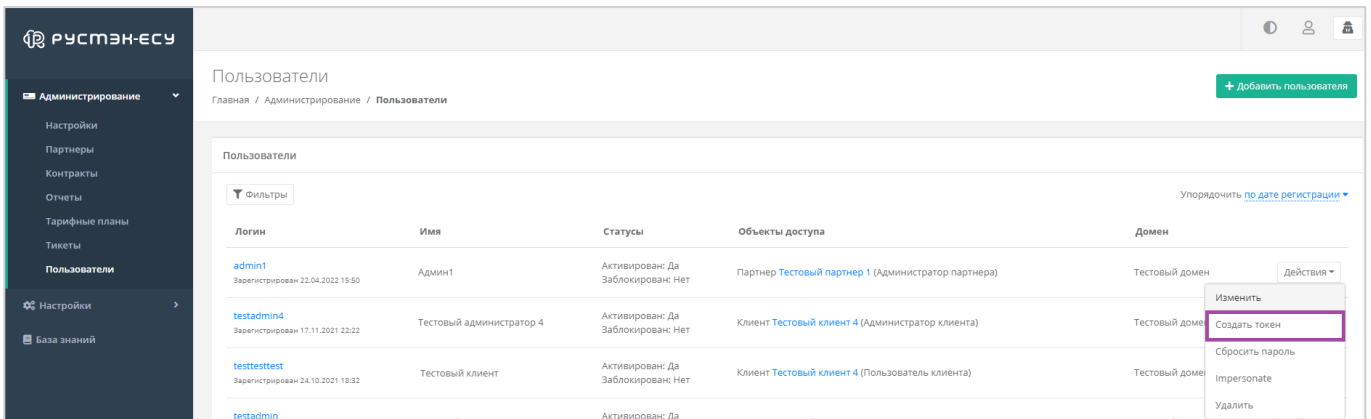 РУСТЭК-ЕСУ
Пользователи
Главная / Администрирование / Пользователи
+ Добавить пользователя
Администрирование
Настройки
Партнеры
Контракты
Отчеты
Тарифные планы
Тикеты
Пользователи
Настройки
База знаний
Пользователи
Фильтры
Упорядочить по дате регистрации
Логин Имя Статусы Объекты доступа Домен
admin1
Зарегистрирован 22.04.2022 15:50
Админ1
Активирован: Да
Заблокирован: Нет
Партнер Тестовый партнер 1 (Администратор партнера)
Тестовый домен
Действия
testadmin4
Зарегистрирован 17.11.2021 22:22
Тестовый администратор 4
Активирован: Да
Заблокирован: Нет
Клиент Тестовый клиент 4 (Администратор клиента)
Тестовый
testtesttest
Зарегистрирован 24.10.2021 18:32
Тестовый клиент
Активирован: Да
Заблокирован: Нет
Клиент Тестовый клиент 4 (Пользователь клиента)
Тестовый
testadmin
Активирован: Да
Изменить
Создать токен
Сбросить пароль
Impersonate
Удалить